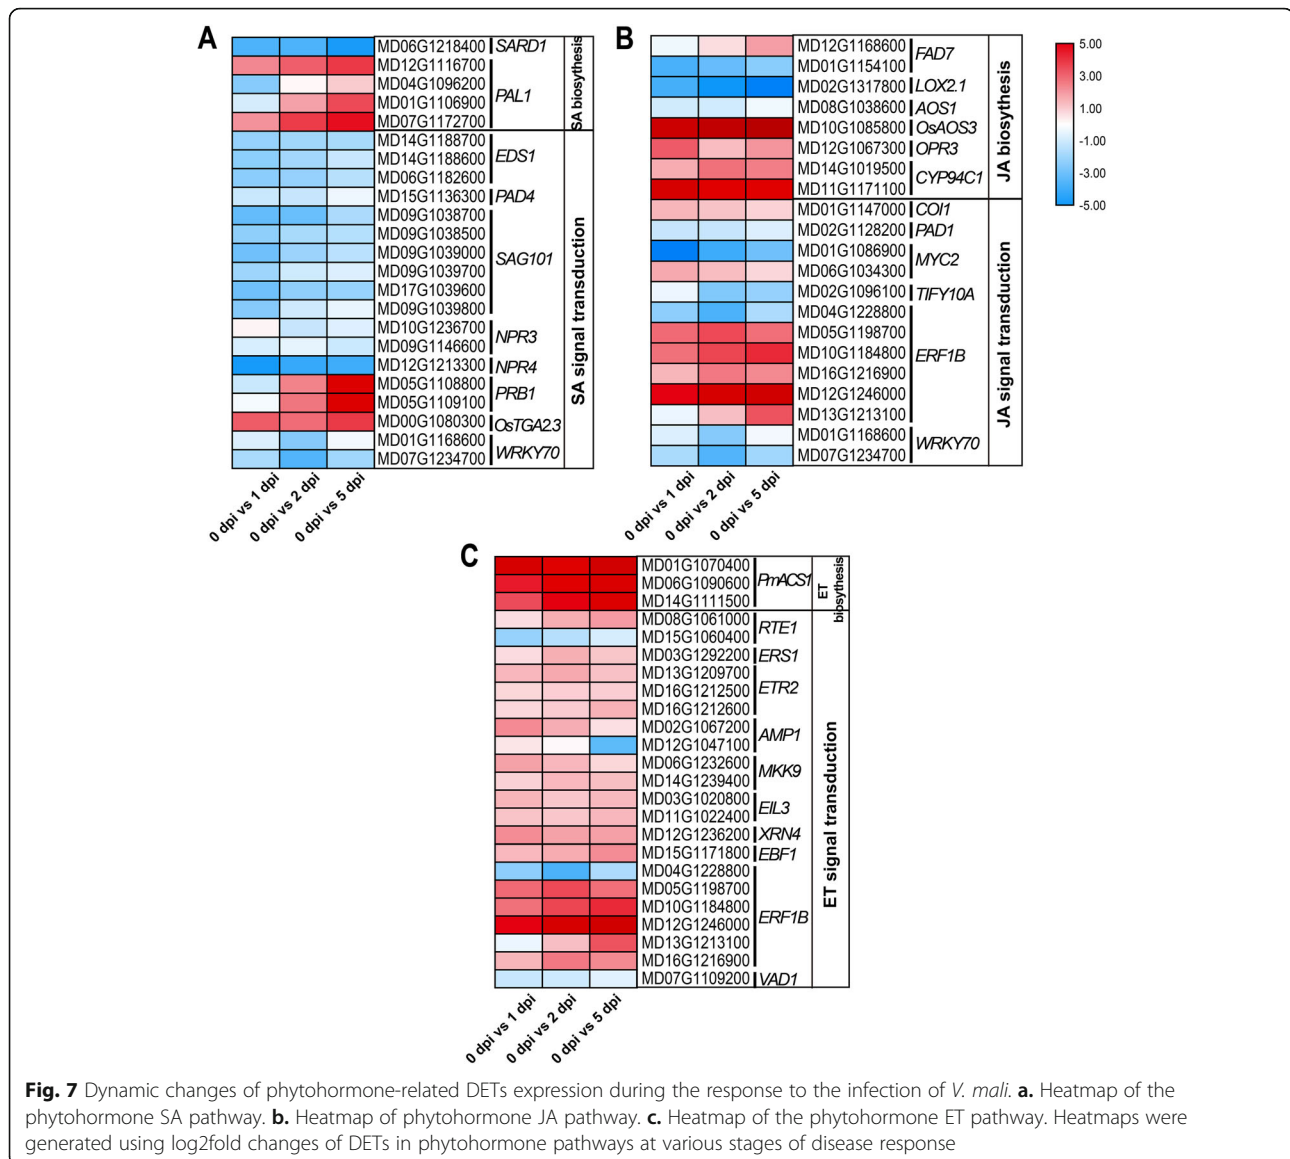 A
MD06G1218400 SARD1
MD12G1116700
MD04G1096200
MD01G1106900
MD07G1172700
PAL1
SA biosythesis
MD14G1188700
MD14G1188600
MD06G1182600
EDS1
MD15G1136300 PAD4
MD09G1038700
MD09G1038500
MD09G1039000
MD09G1039700
MD17G1039600
MD09G1039800
SAG101
MD10G1236700
MD09G1146600
NPR3
MD12G1213300 NPR4
MD05G1108800
MD05G1109100
PRB1
MD00G1080300 OsTGA2.3
MD01G1168600
MD07G1234700
WRKY70
SA signal transduction
0 dpi vs 1 dpi
0 dpi vs 2 dpi
0 dpi vs 5 dpi
B
MD12G1168600
MD01G1154100
FAD7
MD02G1317800 LOX2.1
MD08G1038600 AOS1
MD10G1085800 OsAOS3
MD12G1067300 OPR3
MD14G1019500
MD11G1171100
CYP94C1
JA biosythesis
MD01G1147000 COI1
MD02G1128200 PAD1
MD01G1086900
MD06G1034300
MYC2
MD02G1096100 TIFY10A
MD04G1228800
MD05G1198700
MD10G1184800
MD16G1216900
MD12G1246000
MD13G1213100
ERF1B
MD01G1168600
MD07G1234700
WRKY70
JA signal transduction
0 dpi vs 1 dpi
0 dpi vs 2 dpi
0 dpi vs 5 dpi
5.00
3.00
1.00
-1.00
-3.00
-5.00
C
MD01G1070400
MD06G1090600
MD14G1111500
PmACS1
ET biosythesis
MD08G1061000
MD15G1060400
RTE1
MD03G1292200 ERS1
MD13G1209700
MD16G1212500
MD16G1212600
ETR2
MD02G1067200
MD12G1047100
AMP1
MD06G1232600
MD14G1239400
MKK9
MD03G1020800
MD11G1022400
EIL3
MD12G1236200 XRN4
MD15G1171800 EBF1
MD04G1228800
MD05G1198700
MD10G1184800
MD12G1246000
MD13G1213100
MD16G1216900
ERF1B
MD07G1109200 VAD1
ET signal transduction
0 dpi vs 1 dpi
0 dpi vs 2 dpi
0 dpi vs 5 dpi
Fig. 7 Dynamic changes of phytohormone-related DETs expression during the response to the infection of V. mali. a. Heatmap of the
phytohormone SA pathway. b. Heatmap of phytohormone JA pathway. c. Heatmap of the phytohormone ET pathway. Heatmaps were
generated using log2fold changes of DETs in phytohormone pathways at various stages of disease response